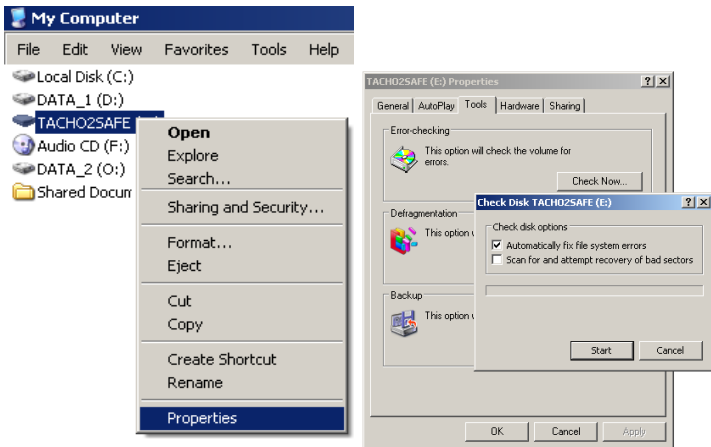 My Computer
File Edit View Favorites Tools Help
Local Disk (C:)
DATA_1 (D:)
TACHO2SAFE
Audio CD (F:)
DATA_2 (O:)
Shared
Open
Explore
Search...
Sharing and Security...
Format...
Eject
Cut
Copy
Create Shortcut
Rename
Properties
TACHO2SAFE (E:) Properties
General AutoPlay Tools Hardware Sharing
Error-checking
This option will check the volume for
errors.
Check Now...
Defragmentation
This option
Backup
This option
OK Cancel Apply
Check Disk TACHO2SAFE (E:)
Check disk options
Automatically fix file system errors
Scan for and attempt recovery of bad sectors
Start Cancel